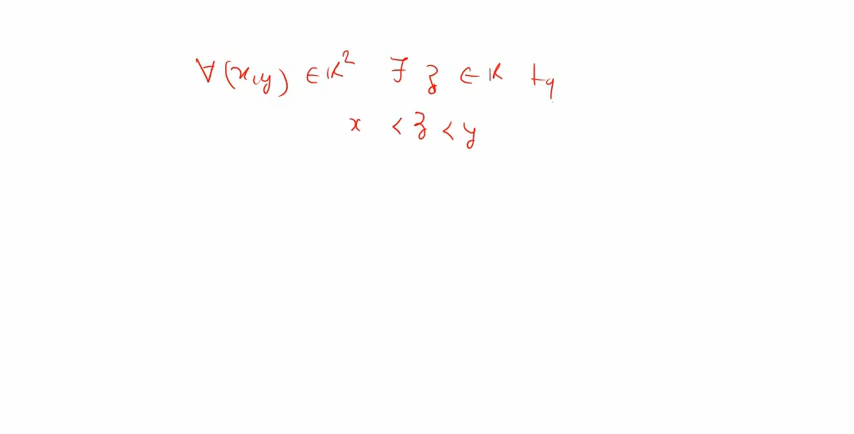 ∀(x,y) ∈ ℝ² ∃ z ∈ ℝ tq
x < z < y